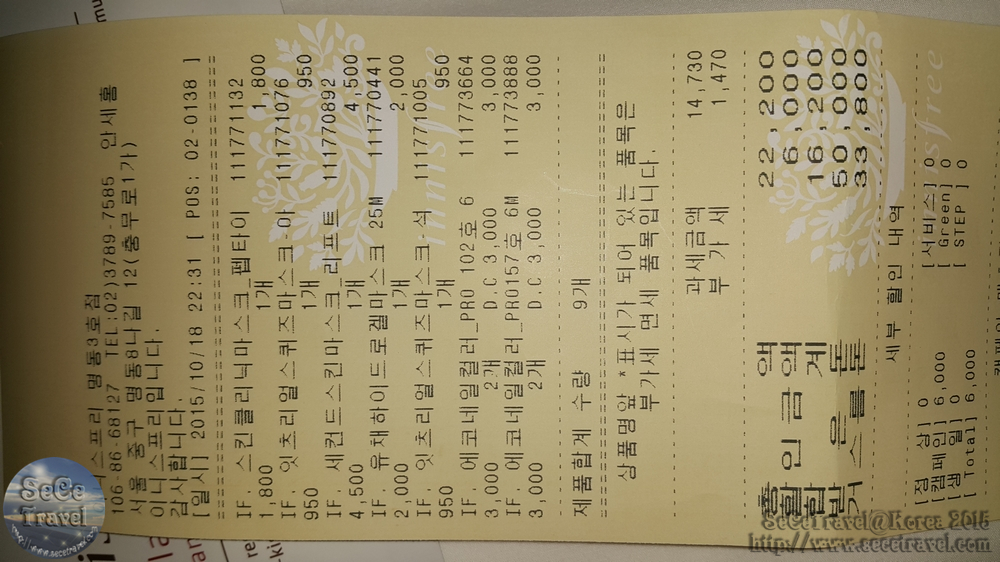 니스프리 명동3호점
106-86-68127 TEL:02)3789-7585 안세홍
서울 중구 명동8나길 12(충무로1가)
이니스프리입니다.
감사합니다.
[일시] 2015/10/18 22:31 [ POS: 02-0138 ]
IF. 스킨클리닉마스크_펩타이 111771132
1,800 1개 1,800
IF. 잇츠리얼스퀴즈마스크-아 111771076
950 1개 950
IF. 세컨드스킨마스크_리프트 111770892
4,500 1개 4,500
IF. 유채하이드로겔마스크 25M 111770441
2,000 1개 2,000
IF. 잇츠리얼스퀴즈마스크-석 111771005
950 1개 950
IF. 에코네일컬러_PRO 102호 6 111773664
3,000 2개 D.C 3,000 3,000
IF. 에코네일컬러_PRO157호 6M 111773888
3,000 2개 D.C 3,000 3,000
제품합계 수량 9개
상품명앞 *표시가 되어 있는 품목은
부가세 면세 품목입니다.
과세금액 14,730
부 가 세 1,470
총 액 22,200
할 인 금 액 6,000
합 계 16,200
받 은 돈 50,000
거 스 름 돈 33,800
세부 할인 내역
[정 상] 0 [서비스] 0
[캠페인] 6,000 [ Green] 0
[생 일] 0 [ STEP ] 0
[ Total] 6,000
innisfree
SeCe
Travel
http://www.secetravel.com
SeCeTravel@Korea 2015
http://www.secetravel.com